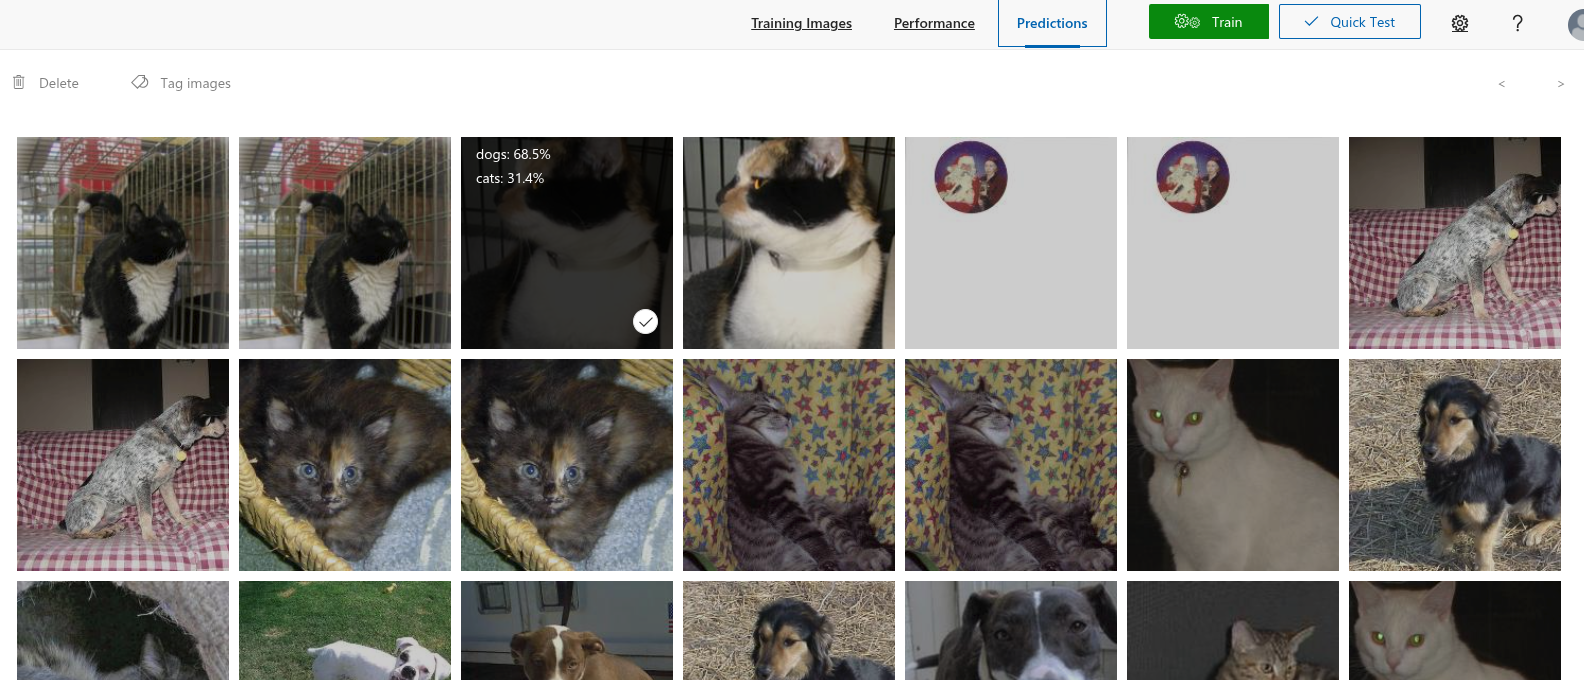 Training Images
Performance
Predictions
Train
Quick Test
?
Delete
Tag images
<
>
dogs: 68.5%
cats: 31.4%